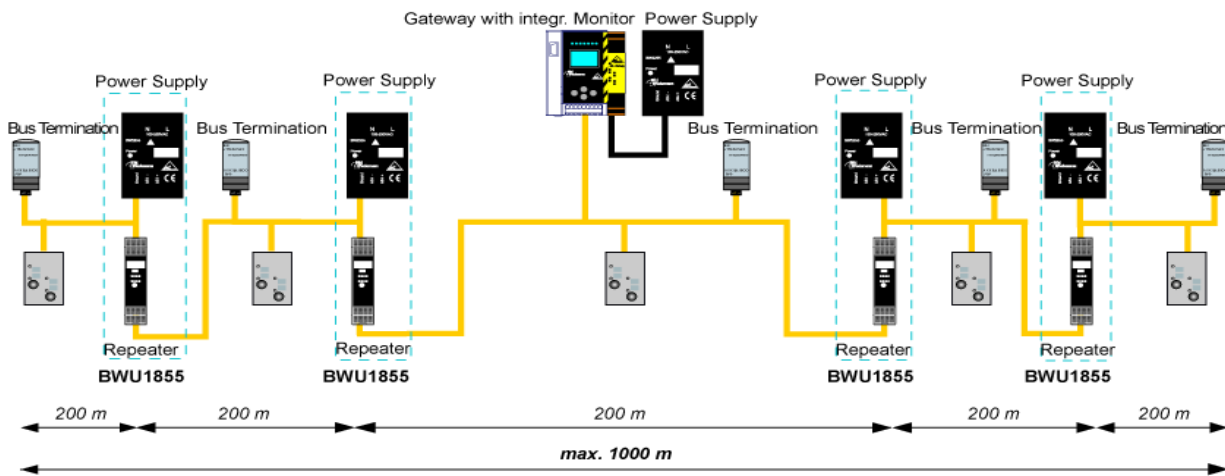 Gateway with integr. Monitor Power Supply
Power Supply
Power Supply
Power Supply
Power Supply
Bus Termination
Bus Termination
Bus Termination
Bus Termination
Bus Termination
N L
N L
N L
N L
N L
Repeater
Repeater
Repeater
Repeater
BWU1855
BWU1855
BWU1855
BWU1855
200 m
200 m
200 m
200 m
200 m
max. 1000 m